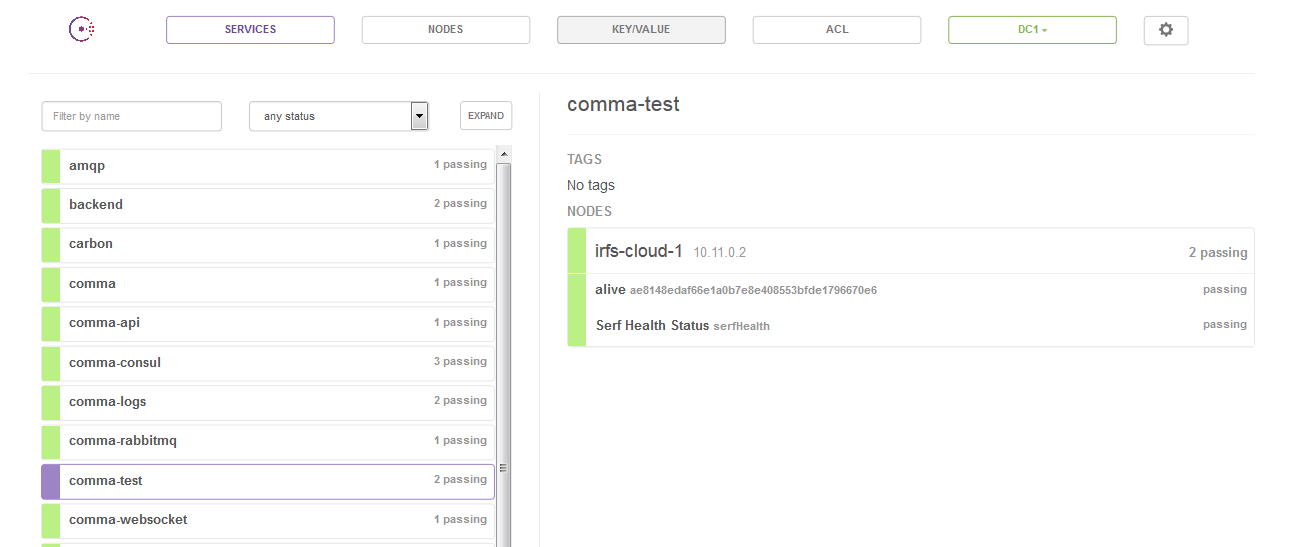 SERVICES NODES KEY/VALUE ACL DC1
Filter by name any status EXPAND
amqp 1 passing
backend 2 passing
carbon 1 passing
comma 1 passing
comma-api 1 passing
comma-consul 3 passing
comma-logs 2 passing
comma-rabbitmq 1 passing
comma-test 2 passing
comma-websocket 1 passing
comma-test
TAGS
No tags
NODES
irfs-cloud-1 10.11.0.2 2 passing
alive ae8148edaf66e1a0b7e8e408553bfde1796670e6 passing
Serf Health Status serfHealth passing